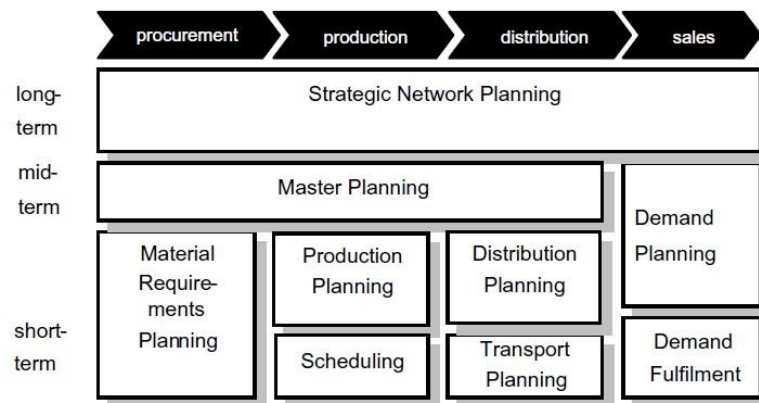 procurement
production
distribution
sales
long-
term
Strategic Network Planning
mid-
term
Master Planning
Demand
Planning
short-
term
Material
Require-
ments
Planning
Production
Planning
Scheduling
Distribution
Planning
Transport
Planning
Demand
Fulfilment